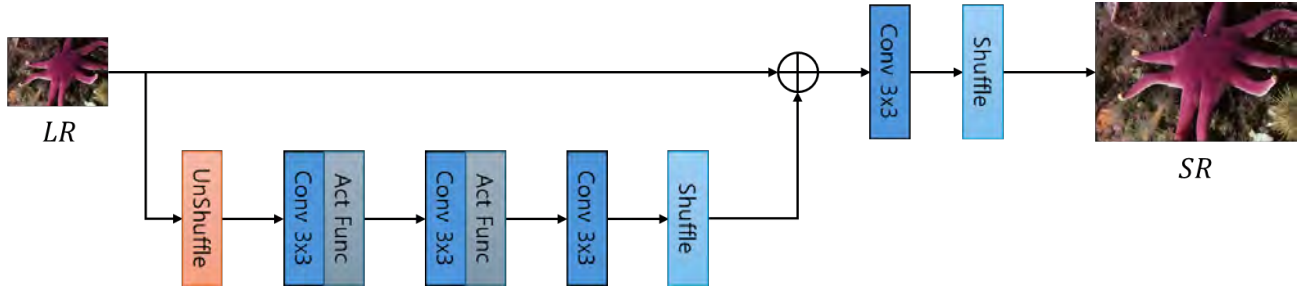 LR
Conv 3x3
Shuffle
SR
UnShuffle
Conv 3x3
Act Func
Conv 3x3
Act Func
Conv 3x3
Shuffle